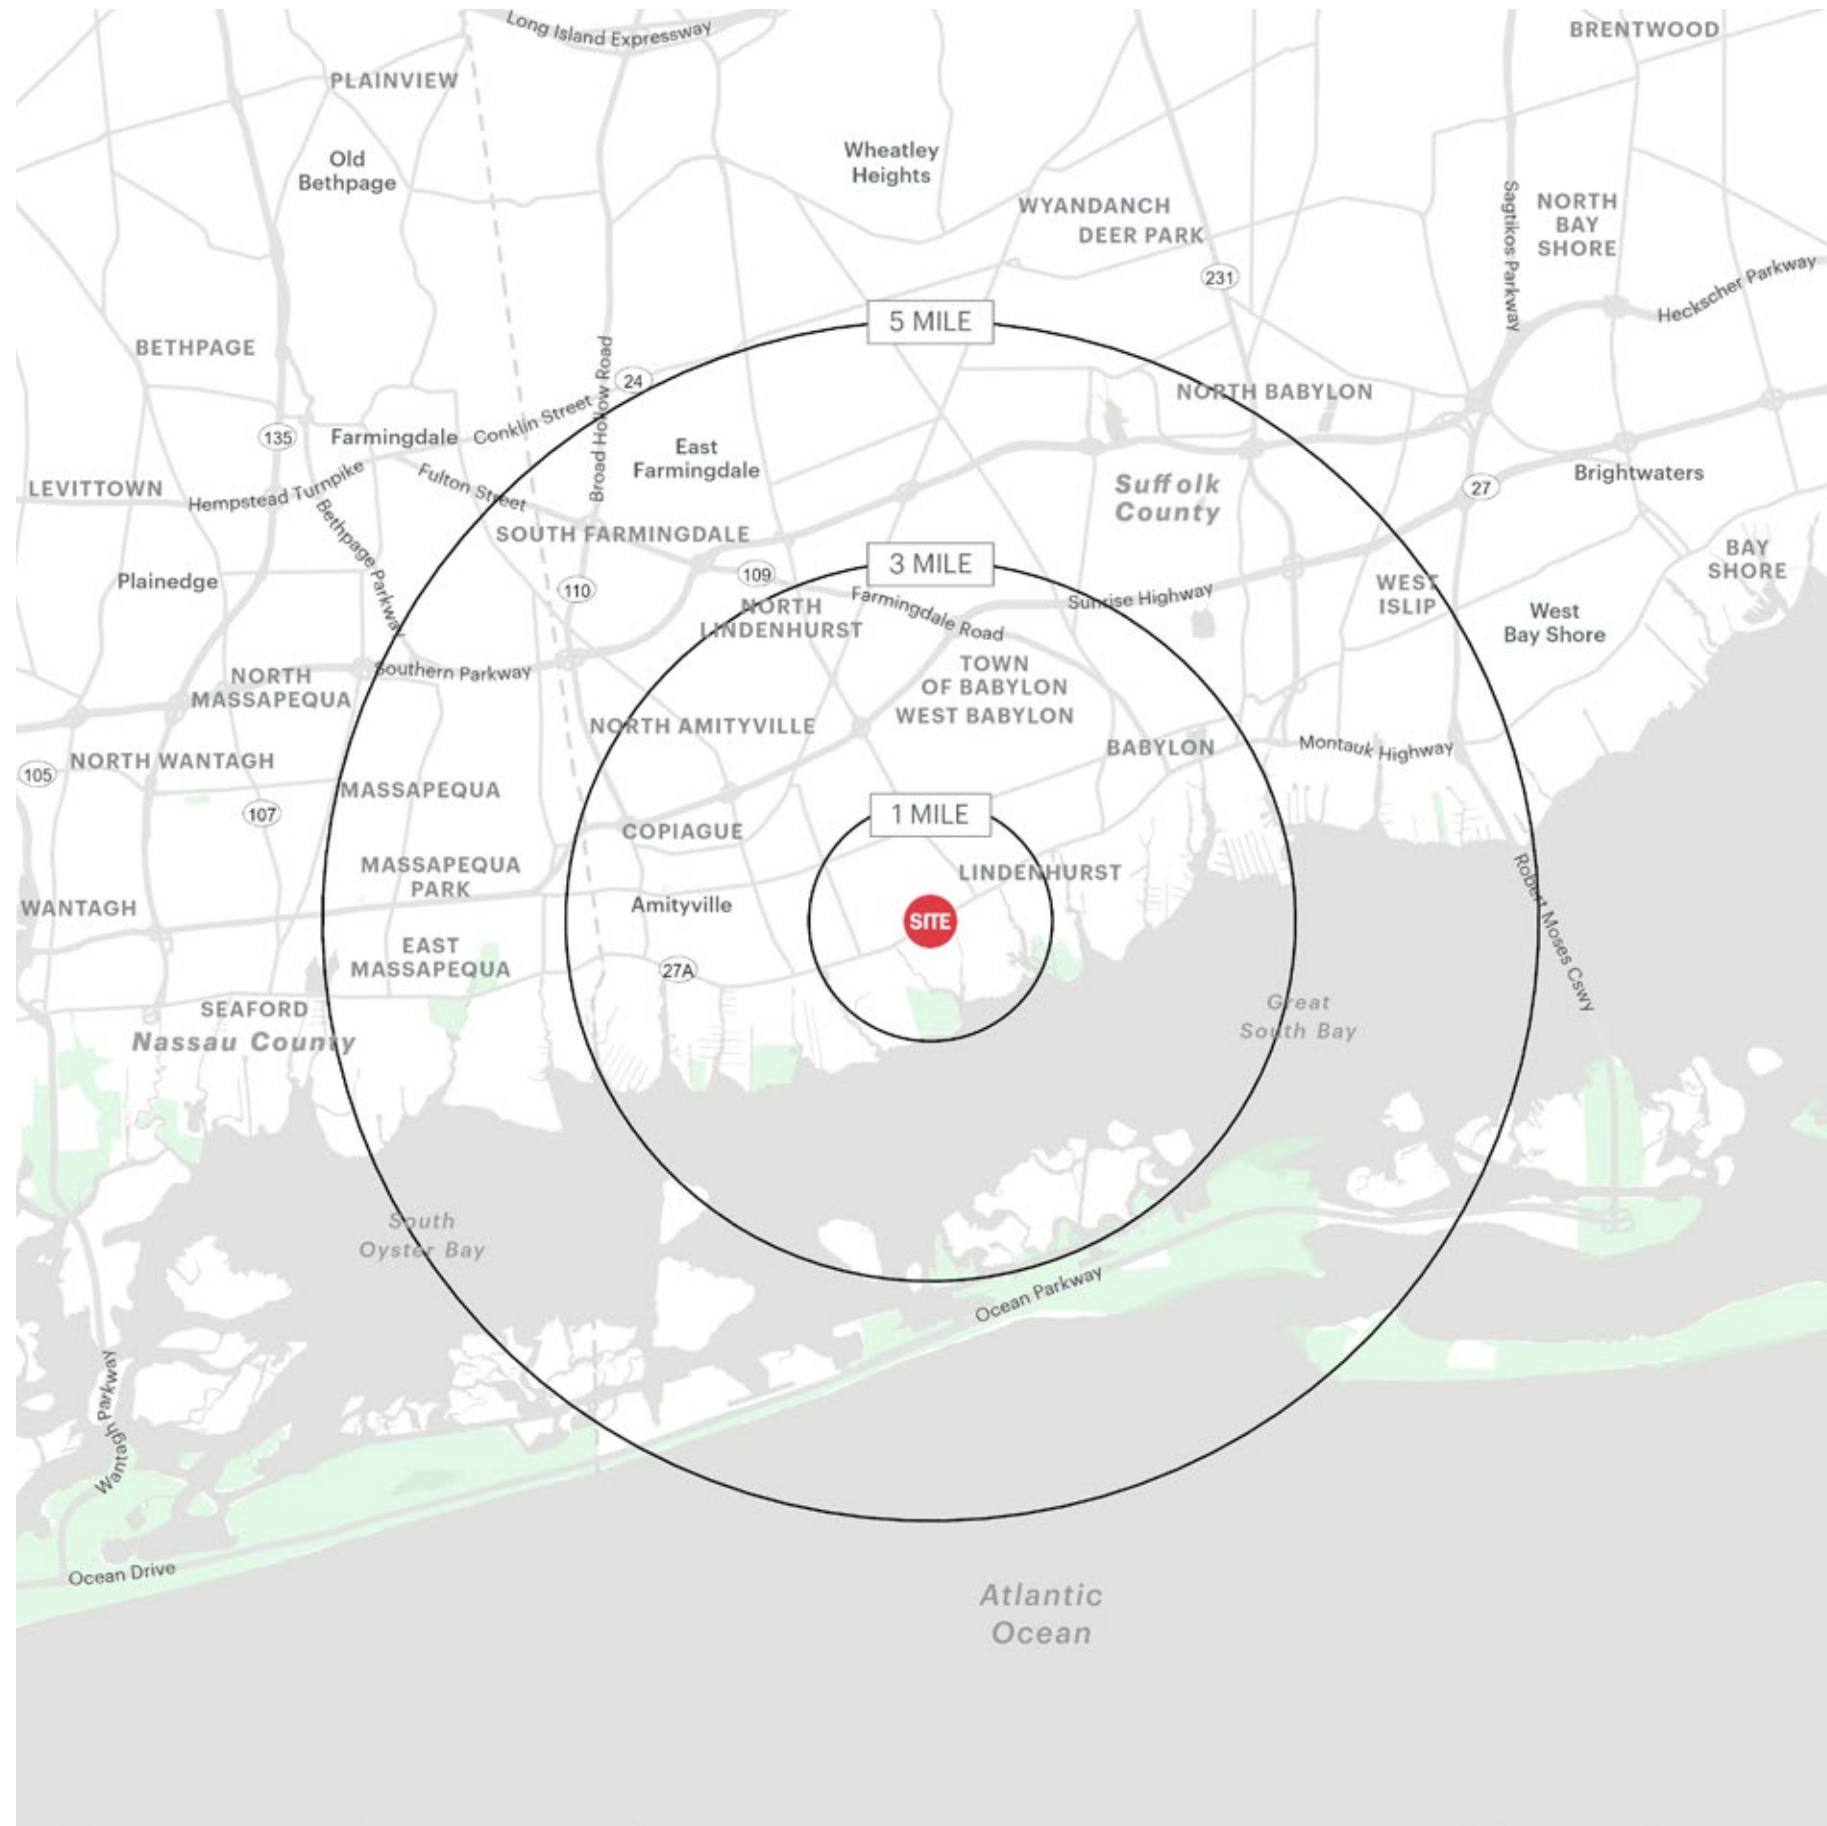 Long Island Expressway
BRENTWOOD
PLAINVIEW
Old
Bethpage
Wheatley
Heights
WYANDANCH
DEER PARK
Sagtikos Parkway
NORTH
BAY
SHORE
231
Heckscher Parkway
5 MILE
BETHPAGE
24
Broad Hollow Road
NORTH BABYLON
135
Farmingdale
Conklin Street
East
Farmingdale
LEVITTOWN
Hempstead Turnpike
Fulton Street
Suffolk
County
27
Brightwaters
Bethpage Parkway
SOUTH FARMINGDALE
BAY
SHORE
Plainedge
110
109
3 MILE
NORTH
LINDENHURST
Farmingdale Road
Sunrise Highway
WEST
ISLIP
West
Bay Shore
NORTH
MASSAPEQUA
Southern Parkway
TOWN
OF BABYLON
WEST BABYLON
NORTH AMITYVILLE
BABYLON
Montauk Highway
105
NORTH WANTAGH
107
MASSAPEQUA
1 MILE
COPIAGUE
MASSAPEQUA
PARK
LINDENHURST
WANTAGH
Amityville
SITE
Robert Moses Cswy
EAST
MASSAPEQUA
27A
SEAFORD
Nassau County
Great
South Bay
South
Oyster Bay
Ocean Parkway
Wantagh Parkway
Ocean Drive
Atlantic
Ocean